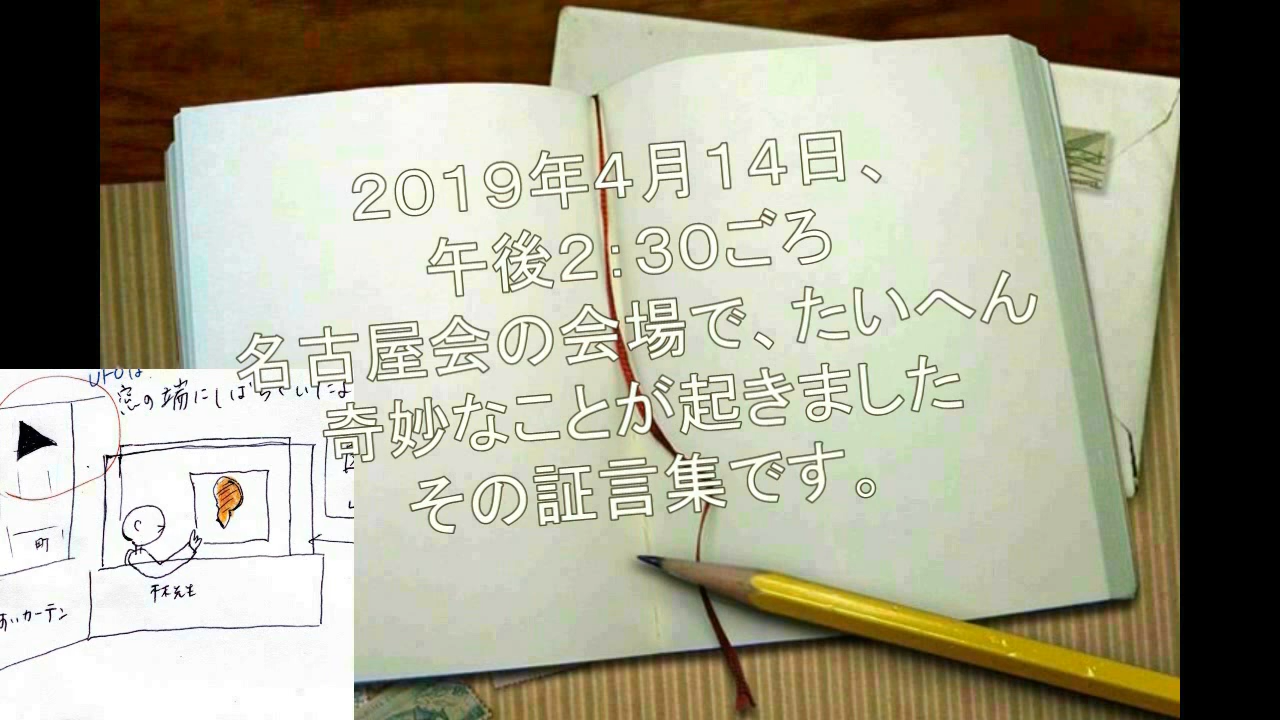 2019年4月14日、
午後2:30ごろ
名古屋会の会場で、たいへん
奇妙なことが起きました
その証言集です。
UFOは
窓の端にしばらくいたよ
町
カーテン